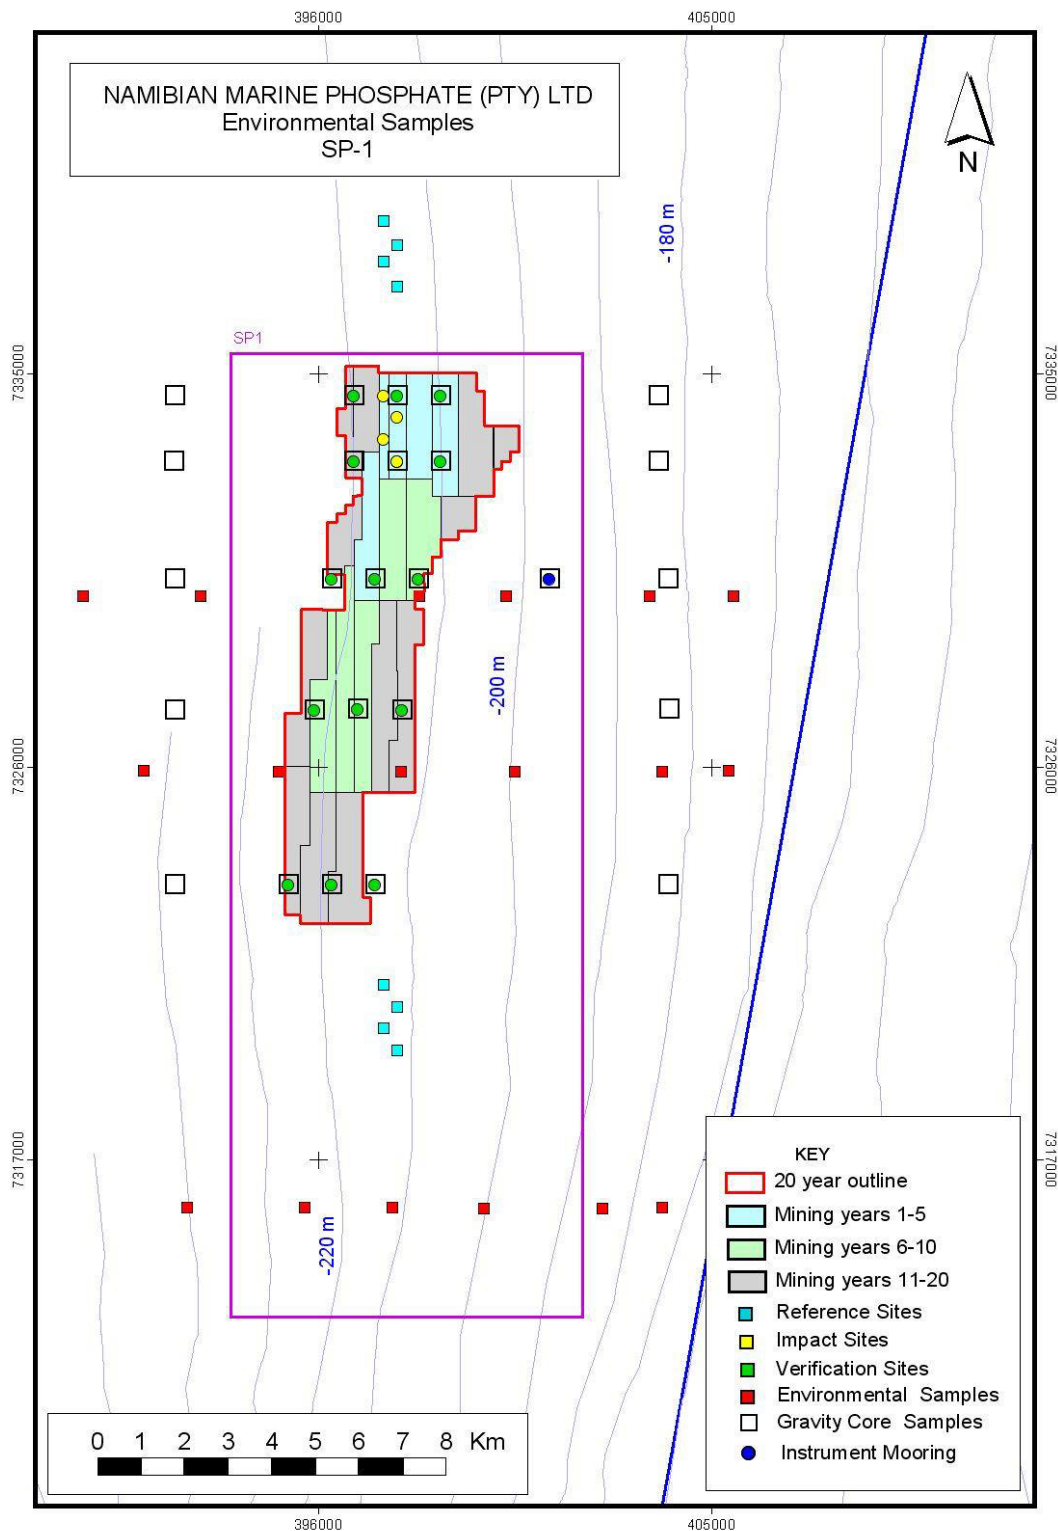 396000
405000
NAMIBIAN MARINE PHOSPHATE (PTY) LTD
Environmental Samples
SP-1
N
-180 m
SP1
7335000
7335000
-200 m
7326000
7326000
7317000
7317000
-220 m
KEY
20 year outline
Mining years 1-5
Mining years 6-10
Mining years 11-20
Reference Sites
Impact Sites
Verification Sites
Environmental Samples
Gravity Core Samples
Instrument Mooring
0 1 2 3 4 5 6 7 8 Km
396000
405000